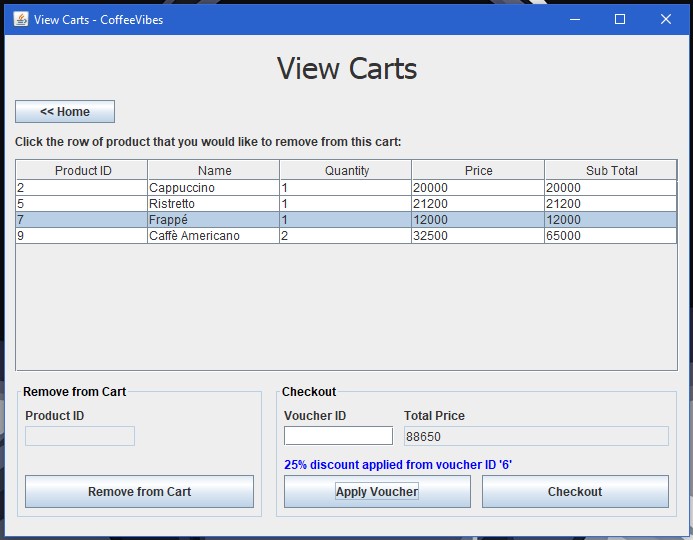 View Carts - CoffeeVibes
View Carts
<< Home
Click the row of product that you would like to remove from this cart:
Product ID Name Quantity Price Sub Total
2 Cappuccino 1 20000 20000
5 Ristretto 1 21200 21200
7 Frappé 1 12000 12000
9 Caffè Americano 2 32500 65000
Remove from Cart
Product ID
Remove from Cart
Checkout
Voucher ID Total Price
88650
25% discount applied from voucher ID '6'
Apply Voucher Checkout